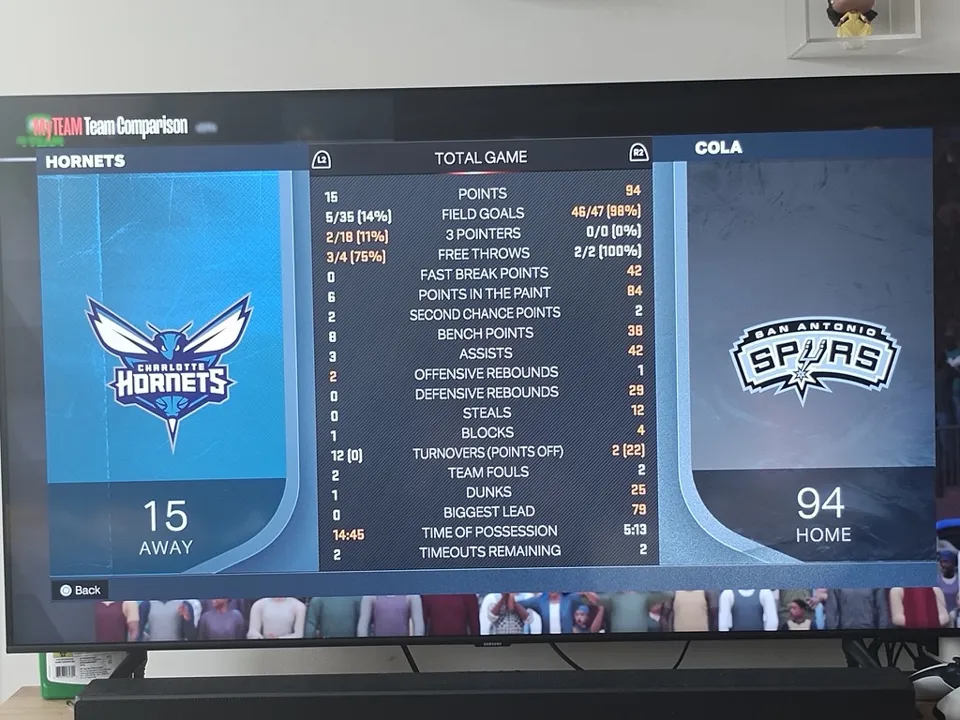 MyTEAM Team Comparison
HORNETS
L2 TOTAL GAME R2
COLA
15 POINTS 94
5/35 (14%) FIELD GOALS 46/47 (98%)
2/18 (11%) 3 POINTERS 0/0 (0%)
3/4 (75%) FREE THROWS 2/2 (100%)
0 FAST BREAK POINTS 42
6 POINTS IN THE PAINT 84
2 SECOND CHANCE POINTS 2
8 BENCH POINTS 38
3 ASSISTS 42
2 OFFENSIVE REBOUNDS 1
0 DEFENSIVE REBOUNDS 29
0 STEALS 12
1 BLOCKS 4
12 (0) TURNOVERS (POINTS OFF) 2 (22)
2 TEAM FOULS 2
1 DUNKS 25
0 BIGGEST LEAD 79
14:45 TIME OF POSSESSION 5:13
2 TIMEOUTS REMAINING 2
CHARLOTTE
HORNETS
15
AWAY
SAN ANTONIO
SPURS
94
HOME
Back
SAMSUNG